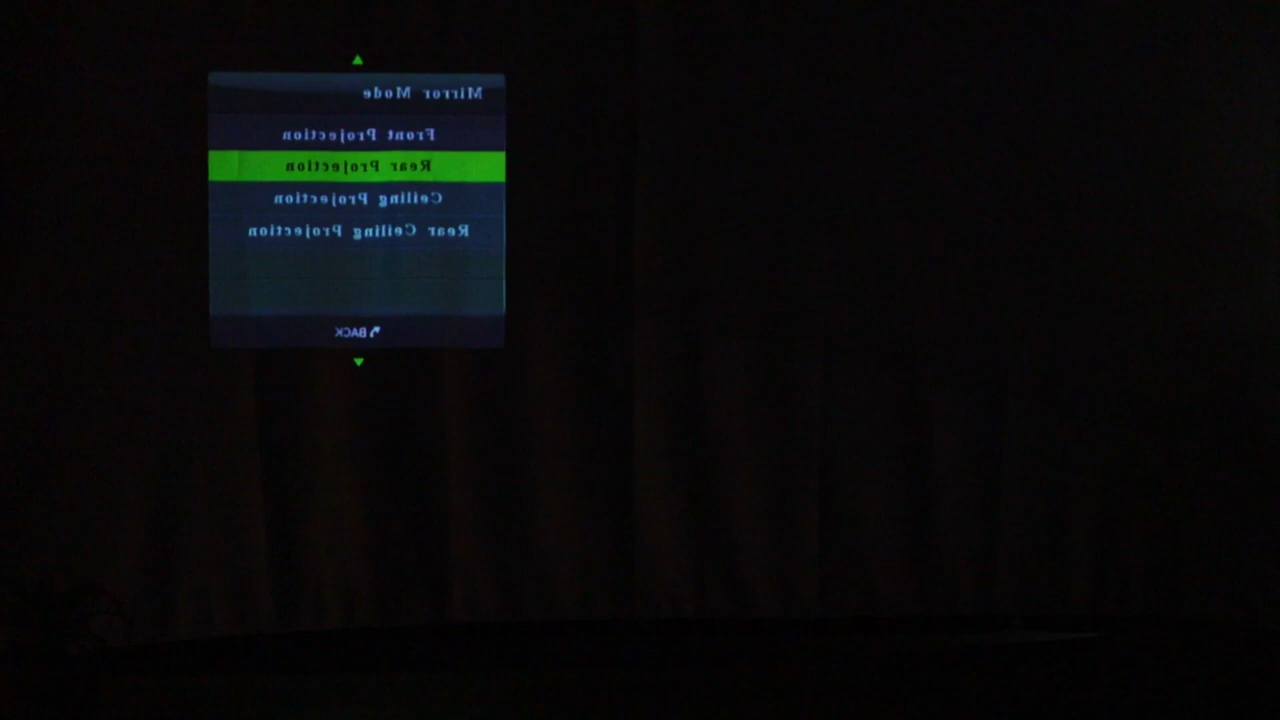 Mirror Mode
Front Projection
Rear Projection
Ceiling Projection
Rear Ceiling Projection
BACK